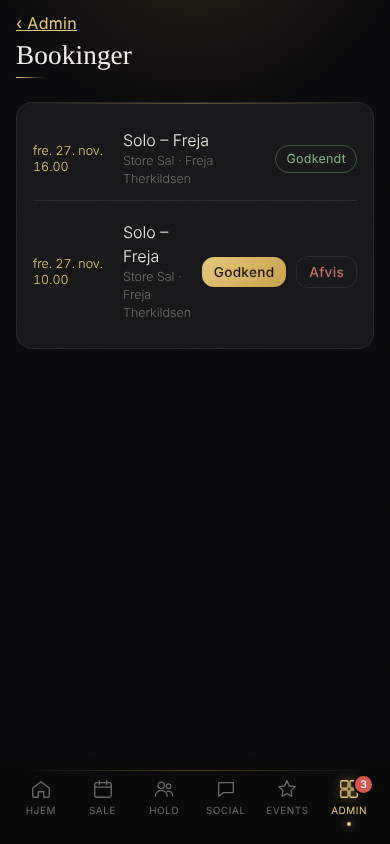 ‹ Admin
Bookinger
fre. 27. nov.
16.00
Solo – Freja
Store Sal · Freja
Therkildsen
Godkendt
fre. 27. nov.
10.00
Solo –
Freja
Store Sal ·
Freja
Therkildsen
Godkend
Afvis
3
HJEM
SALE
HOLD
SOCIAL
EVENTS
ADMIN